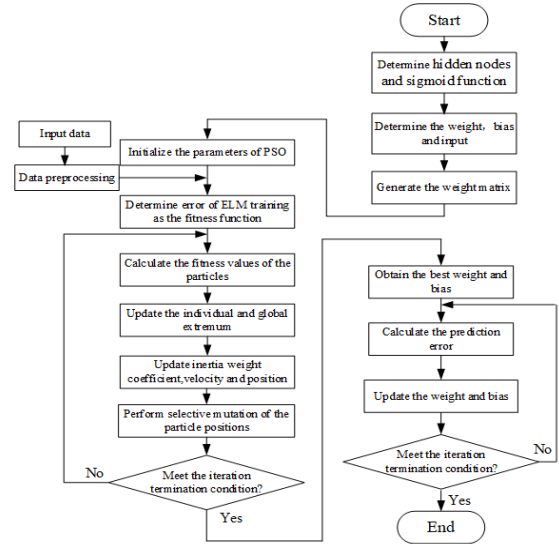 Start
Determine hidden nodes
and sigmoid function
Determine the weight, bias
and input
Generate the weight matrix
Input data
Data preprocessing
Initialize the parameters of PSO
Determine error of ELM training
as the fitness function
Calculate the fitness values of the
particles
Update the individual and global
extremum
Update inertia weight
coefficient,velocity and position
Perform selective mutation of the
particle positions
Meet the iteration
termination condition?
No
Yes
Obtain the best weight and
bias
Calculate the prediction
error
Update the weight and bias
Meet the iteration
termination condition?
No
Yes
End